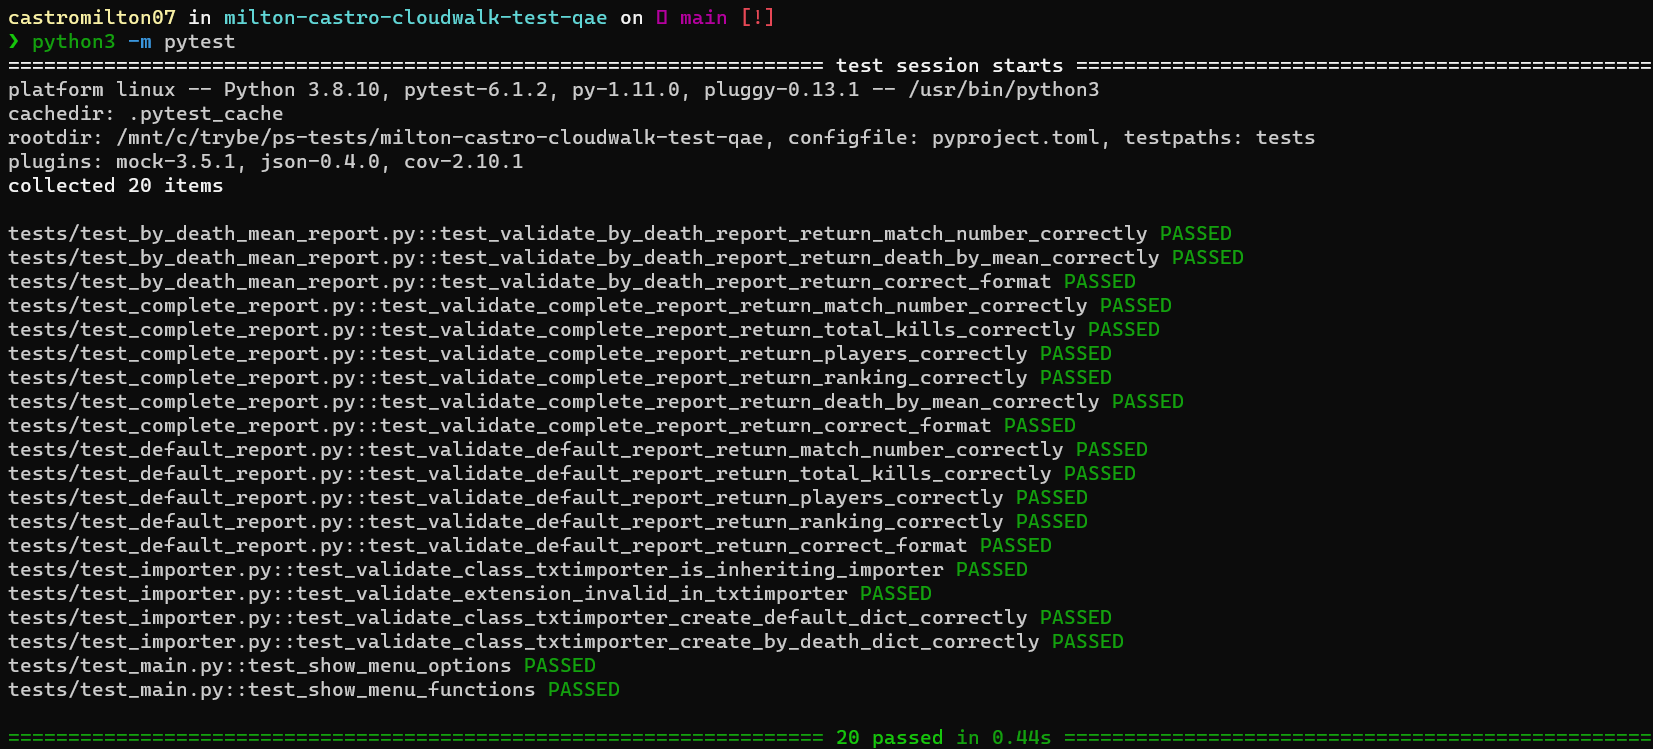 castromilton07 in milton-castro-cloudwalk-test-qae on main [!]
❯ python3 -m pytest
==================================================================== test session starts ================================================
platform linux -- Python 3.8.10, pytest-6.1.2, py-1.11.0, pluggy-0.13.1 -- /usr/bin/python3
cachedir: .pytest_cache
rootdir: /mnt/c/trybe/ps-tests/milton-castro-cloudwalk-test-qae, configfile: pyproject.toml, testpaths: tests
plugins: mock-3.5.1, json-0.4.0, cov-2.10.1
collected 20 items
tests/test_by_death_mean_report.py::test_validate_by_death_report_return_match_number_correctly PASSED
tests/test_by_death_mean_report.py::test_validate_by_death_report_return_death_by_mean_correctly PASSED
tests/test_by_death_mean_report.py::test_validate_by_death_report_return_correct_format PASSED
tests/test_complete_report.py::test_validate_complete_report_return_match_number_correctly PASSED
tests/test_complete_report.py::test_validate_complete_report_return_total_kills_correctly PASSED
tests/test_complete_report.py::test_validate_complete_report_return_players_correctly PASSED
tests/test_complete_report.py::test_validate_complete_report_return_ranking_correctly PASSED
tests/test_complete_report.py::test_validate_complete_report_return_death_by_mean_correctly PASSED
tests/test_complete_report.py::test_validate_complete_report_return_correct_format PASSED
tests/test_default_report.py::test_validate_default_report_return_match_number_correctly PASSED
tests/test_default_report.py::test_validate_default_report_return_total_kills_correctly PASSED
tests/test_default_report.py::test_validate_default_report_return_players_correctly PASSED
tests/test_default_report.py::test_validate_default_report_return_ranking_correctly PASSED
tests/test_default_report.py::test_validate_default_report_return_correct_format PASSED
tests/test_importer.py::test_validate_class_txtimporter_is_inheriting_importer PASSED
tests/test_importer.py::test_validate_extension_invalid_in_txtimporter PASSED
tests/test_importer.py::test_validate_class_txtimporter_create_default_dict_correctly PASSED
tests/test_importer.py::test_validate_class_txtimporter_create_by_death_dict_correctly PASSED
tests/test_main.py::test_show_menu_options PASSED
tests/test_main.py::test_show_menu_functions PASSED
==================================================================== 20 passed in 0.44s =================================================